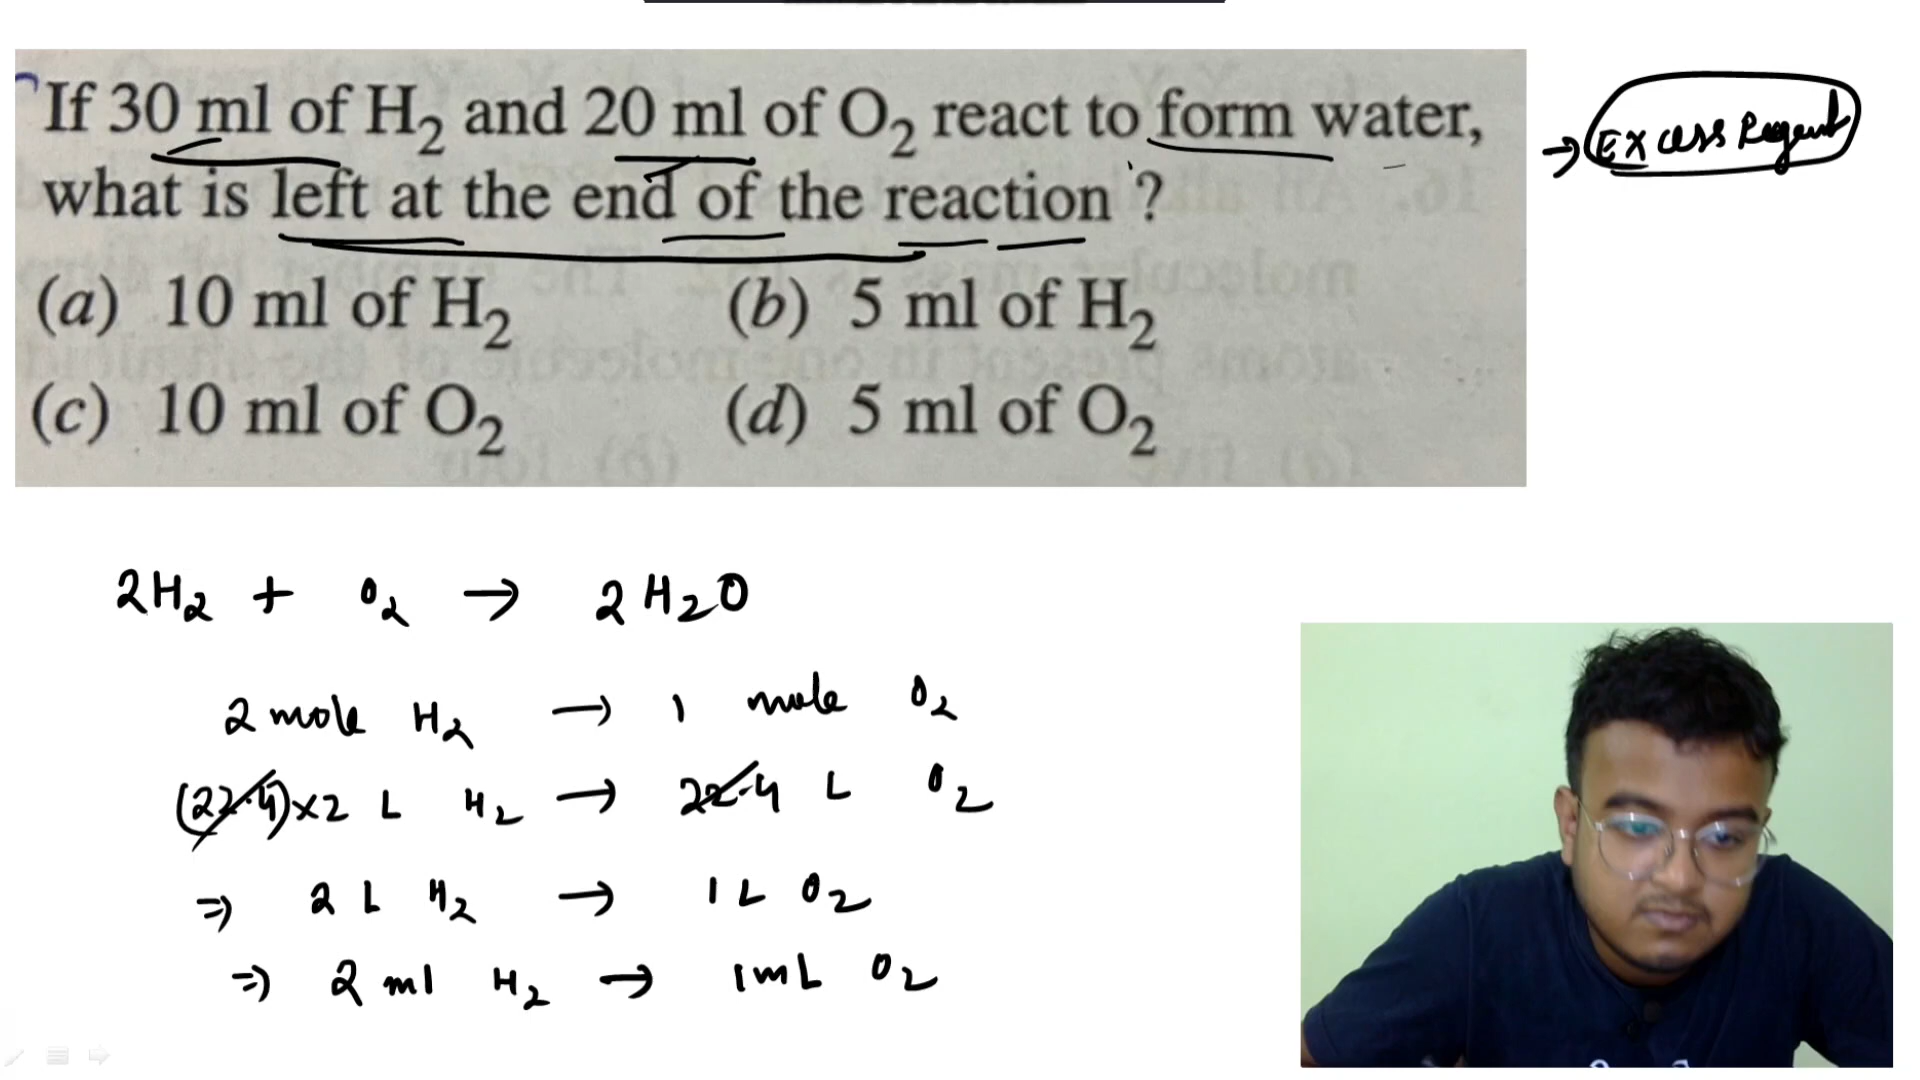 If 30 ml of H₂ and 20 ml of O₂ react to form water,
what is left at the end of the reaction ?
(a) 10 ml of H₂ (b) 5 ml of H₂
(c) 10 ml of O₂ (d) 5 ml of O₂
→ Excess Regent
2H₂ + O₂ → 2H₂O
2 mole H₂ → 1 mole O₂
(22.4)×2 L H₂ → 22.4 L O₂
⇒ 2 L H₂ → 1 L O₂
⇒ 2 ml H₂ → 1 mL O₂